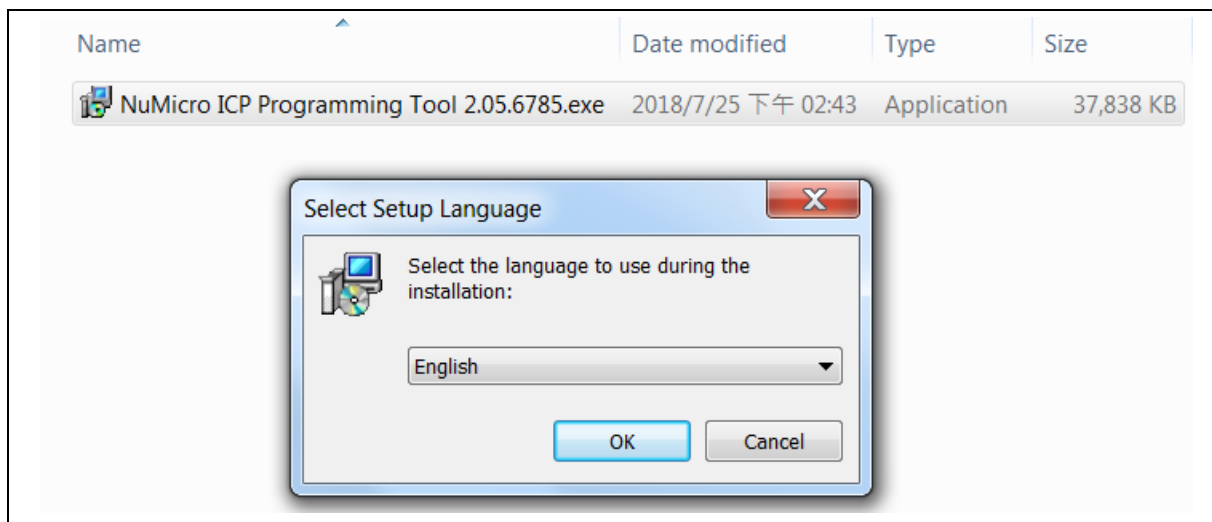 Name Date modified Type Size
NuMicro ICP Programming Tool 2.05.6785.exe 2018/7/25 下午 02:43 Application 37,838 KB
Select Setup Language
Select the language to use during the
installation:
English
OK Cancel